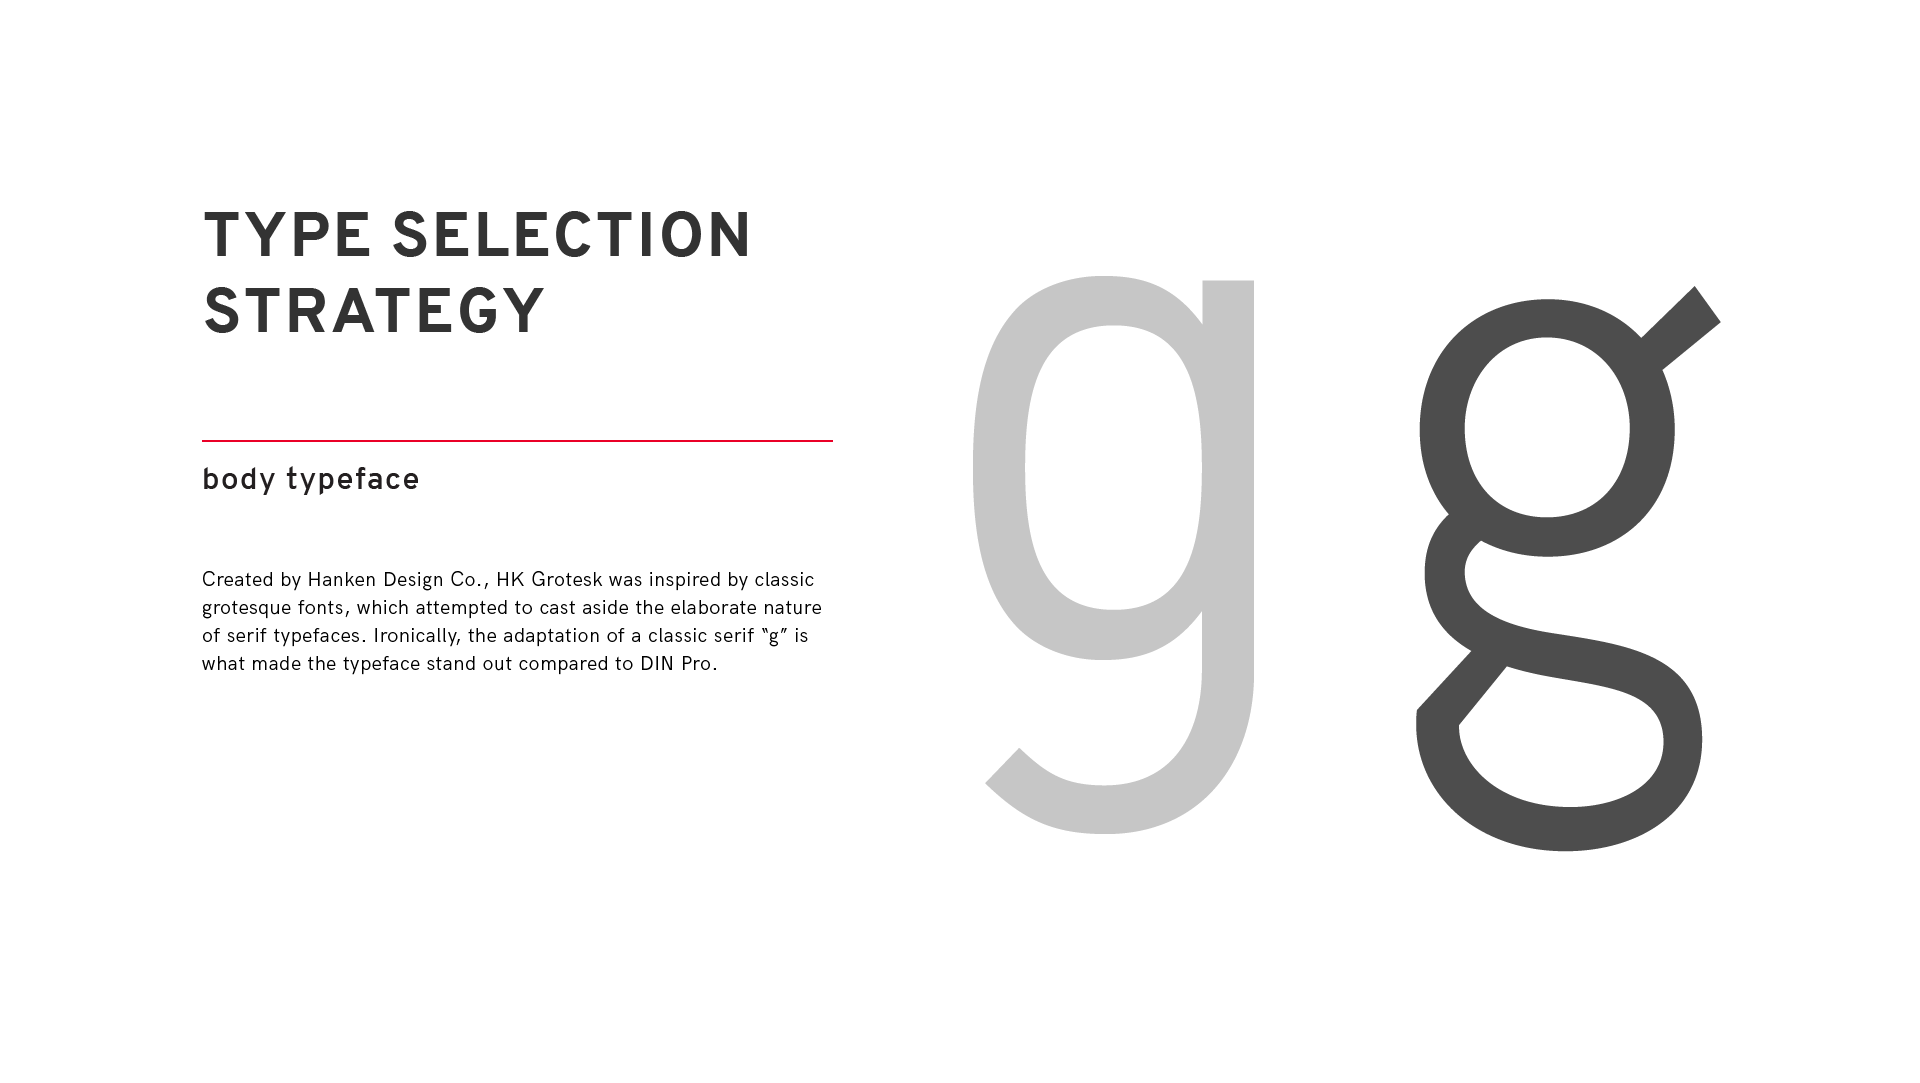 TYPE SELECTION
STRATEGY
body typeface
Created by Hanken Design Co., HK Grotesk was inspired by classic
grotesque fonts, which attempted to cast aside the elaborate nature
of serif typefaces. Ironically, the adaptation of a classic serif “g” is
what made the typeface stand out compared to DIN Pro.
g g